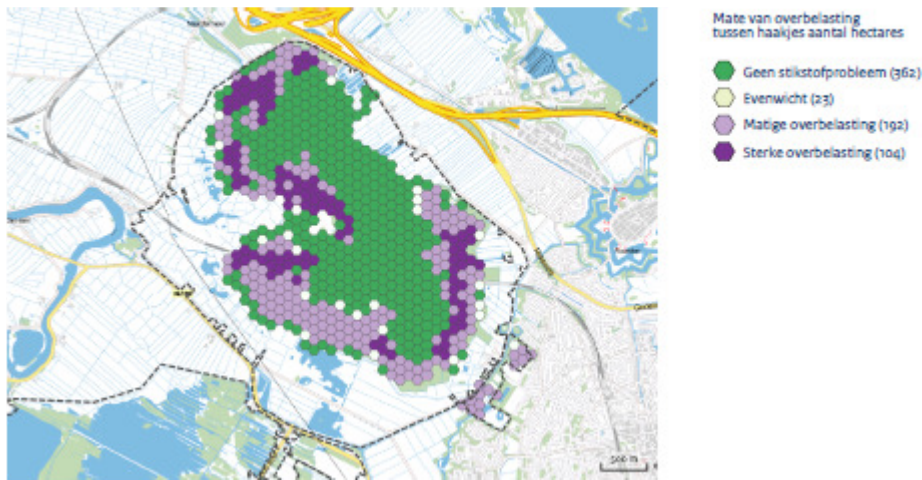 Mate van overbelasting
tussen haakjes aantal hectares
Geen stikstofprobleem (362)
Evenwicht (23)
Matige overbelasting (192)
Sterke overbelasting (104)
500 m